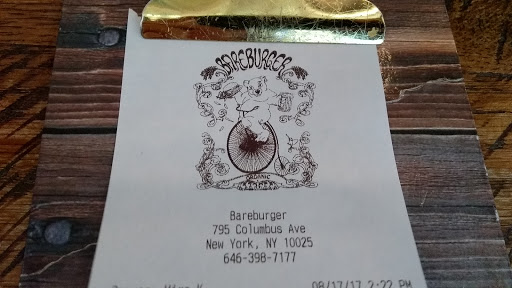 BAREBURGER
ORGANIC
Bareburger
795 Columbus Ave
New York, NY 10025
646-398-7177
08/17/17 2:22 PM